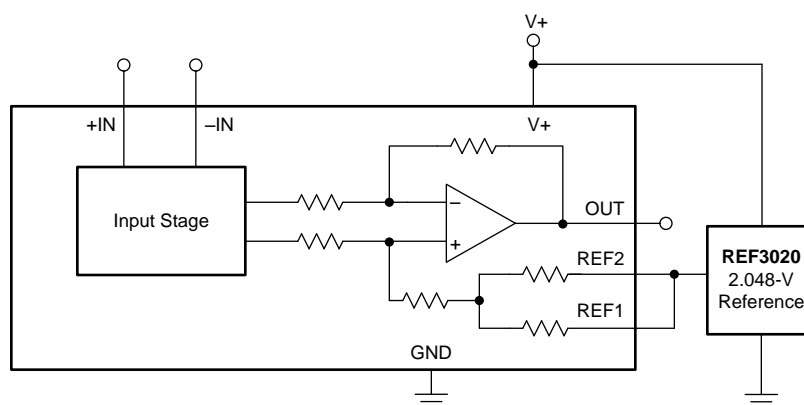 V+
+IN
–IN
V+
Input Stage
–
+
OUT
REF2
REF1
GND
REF3020
2.048-V
Reference